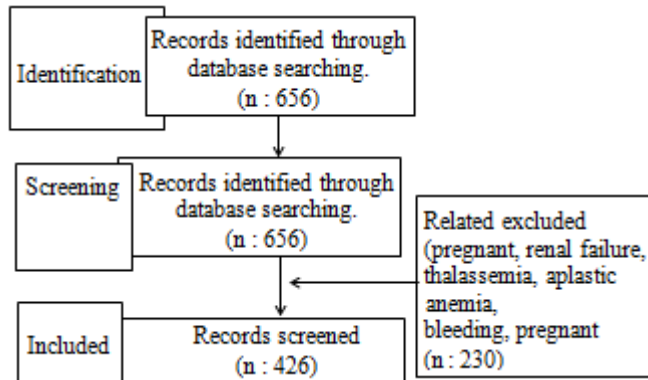 Identification
Records identified through
database searching.
(n : 656)
Screening
Records identified through
database searching.
(n : 656)
Related excluded
(pregnant, renal failure,
thalassemia, aplastic
anemia,
bleeding, pregnant
(n : 230)
Included
Records screened
(n : 426)